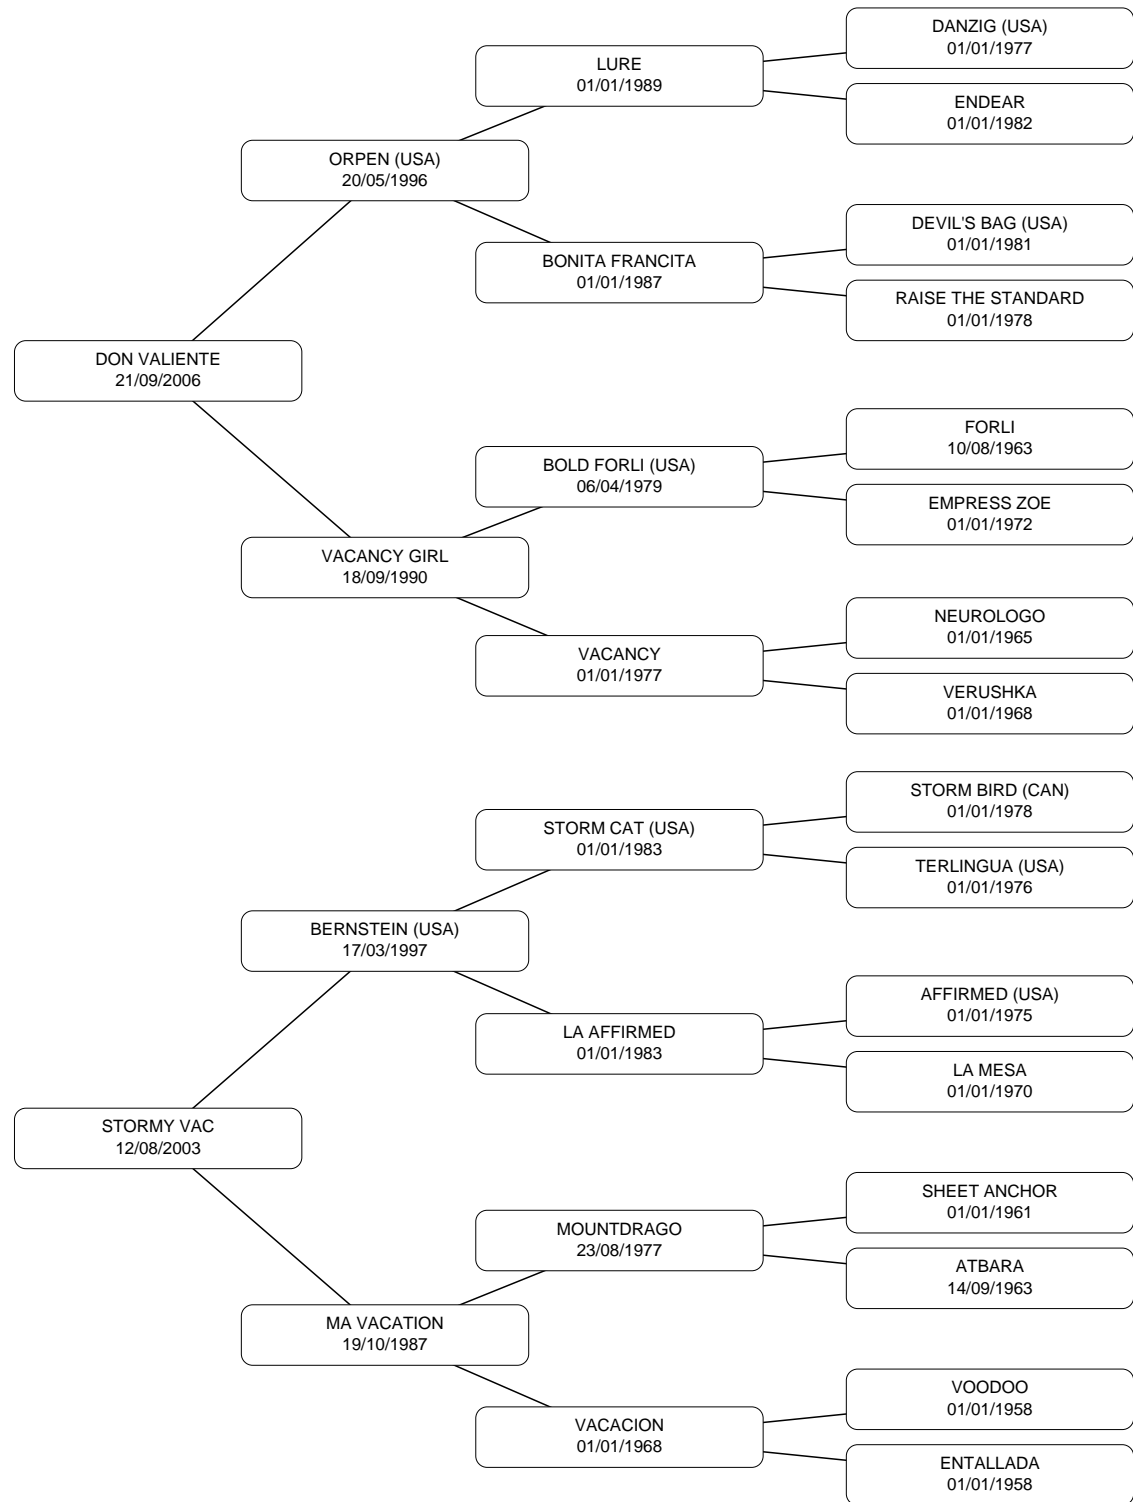 DANZIG (USA)
01/01/1977
LURE
01/01/1989
ENDEAR
01/01/1982
ORPEN (USA)
20/05/1996
DEVIL'S BAG (USA)
01/01/1981
BONITA FRANCITA
01/01/1987
RAISE THE STANDARD
01/01/1978
DON VALIENTE
21/09/2006
FORLI
10/08/1963
BOLD FORLI (USA)
06/04/1979
EMPRESS ZOE
01/01/1972
VACANCY GIRL
18/09/1990
NEUROLOGO
01/01/1965
VACANCY
01/01/1977
VERUSHKA
01/01/1968
STORM BIRD (CAN)
01/01/1978
STORM CAT (USA)
01/01/1983
TERLINGUA (USA)
01/01/1976
BERNSTEIN (USA)
17/03/1997
AFFIRMED (USA)
01/01/1975
LA AFFIRMED
01/01/1983
LA MESA
01/01/1970
STORMY VAC
12/08/2003
SHEET ANCHOR
01/01/1961
MOUNTDRAGO
23/08/1977
ATBARA
14/09/1963
MA VACATION
19/10/1987
VOODOO
01/01/1958
VACACION
01/01/1968
ENTALLADA
01/01/1958